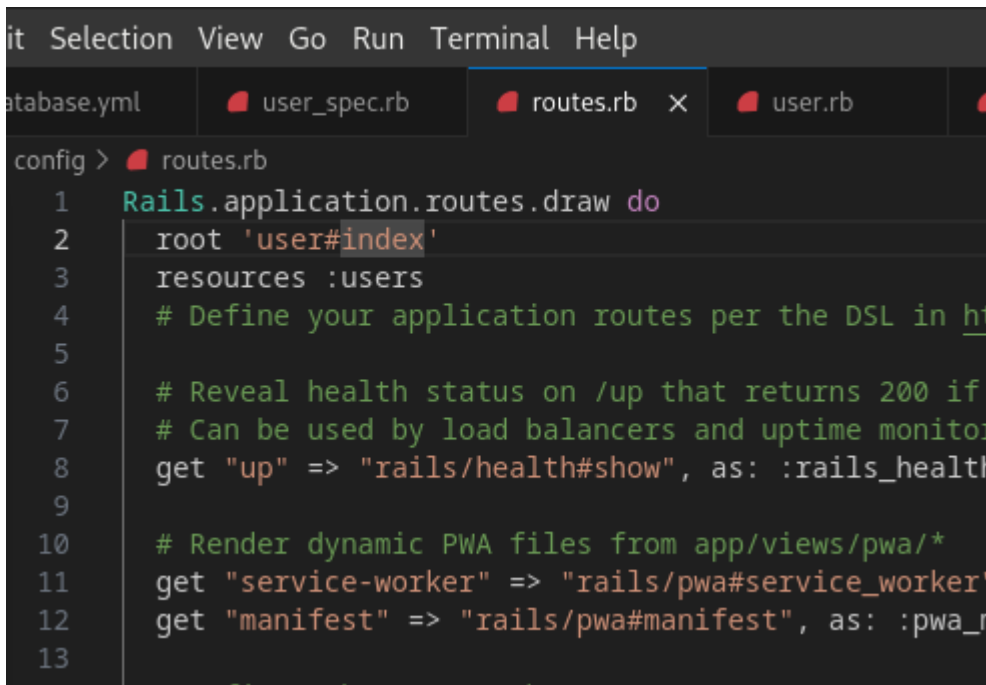 it Selection View Go Run Terminal Help
atabase.yml user_spec.rb routes.rb × user.rb
config > routes.rb
1 Rails.application.routes.draw do
2 root 'user#index'
3 resources :users
4 # Define your application routes per the DSL in ht
5
6 # Reveal health status on /up that returns 200 if
7 # Can be used by load balancers and uptime monitor
8 get "up" => "rails/health#show", as: :rails_health
9
10 # Render dynamic PWA files from app/views/pwa/*
11 get "service-worker" => "rails/pwa#service_worker"
12 get "manifest" => "rails/pwa#manifest", as: :pwa_m
13